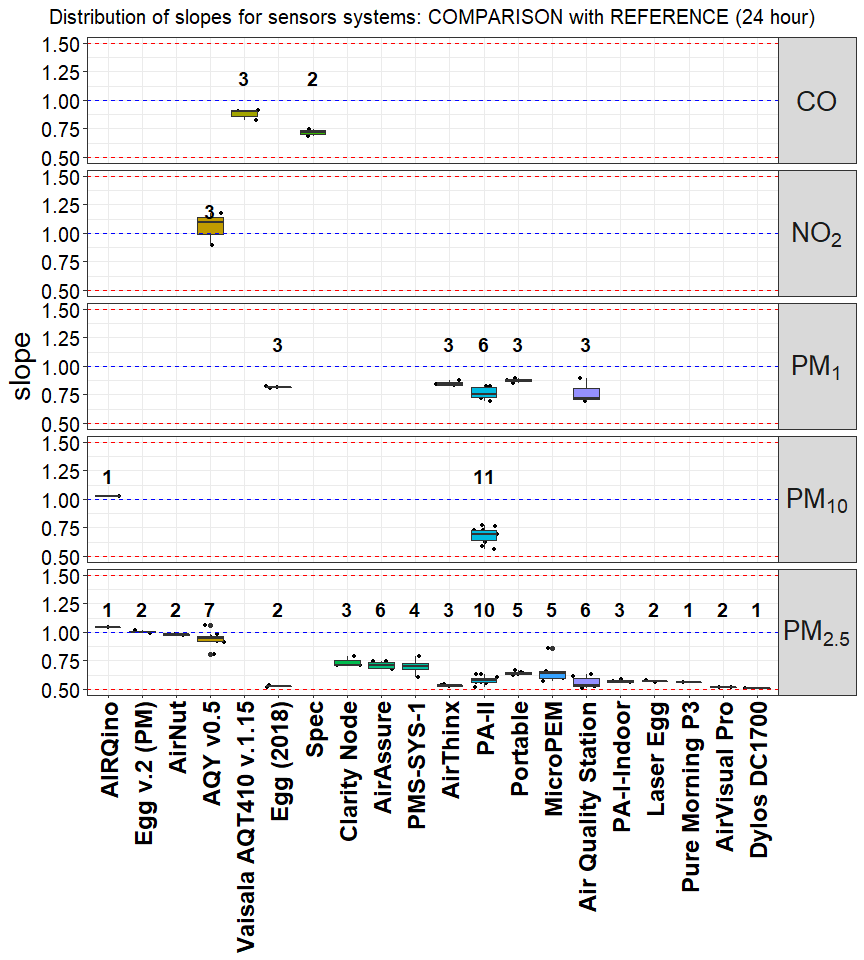 Distribution of slopes for sensors systems: COMPARISON with REFERENCE (24 hour)
slope
1.50
1.25
1.00
0.75
0.50
3 2
CO
1.50
1.25
1.00
0.75
0.50
3
NO2
1.50
1.25
1.00
0.75
0.50
3 3 6 3 3
PM1
1.50
1.25
1.00
0.75
0.50
1 11
PM10
1.50
1.25
1.00
0.75
0.50
1 2 2 7 2 3 6 4 3 10 5 5 6 3 2 1 2 1
PM2.5
AIRQino
Egg v.2 (PM)
AirNut
AQY v0.5
Vaisala AQT410 v.1.15
Egg (2018)
Spec
Clarity Node
AirAssure
PMS-SYS-1
AirThinx
PA-II
Portable
MicroPEM
Air Quality Station
PA-I-Indoor
Laser Egg
Pure Morning P3
AirVisual Pro
Dylos DC1700